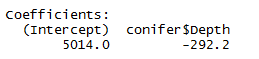 Coefficients:
(Intercept) conifer$Depth
5014.0 -292.2